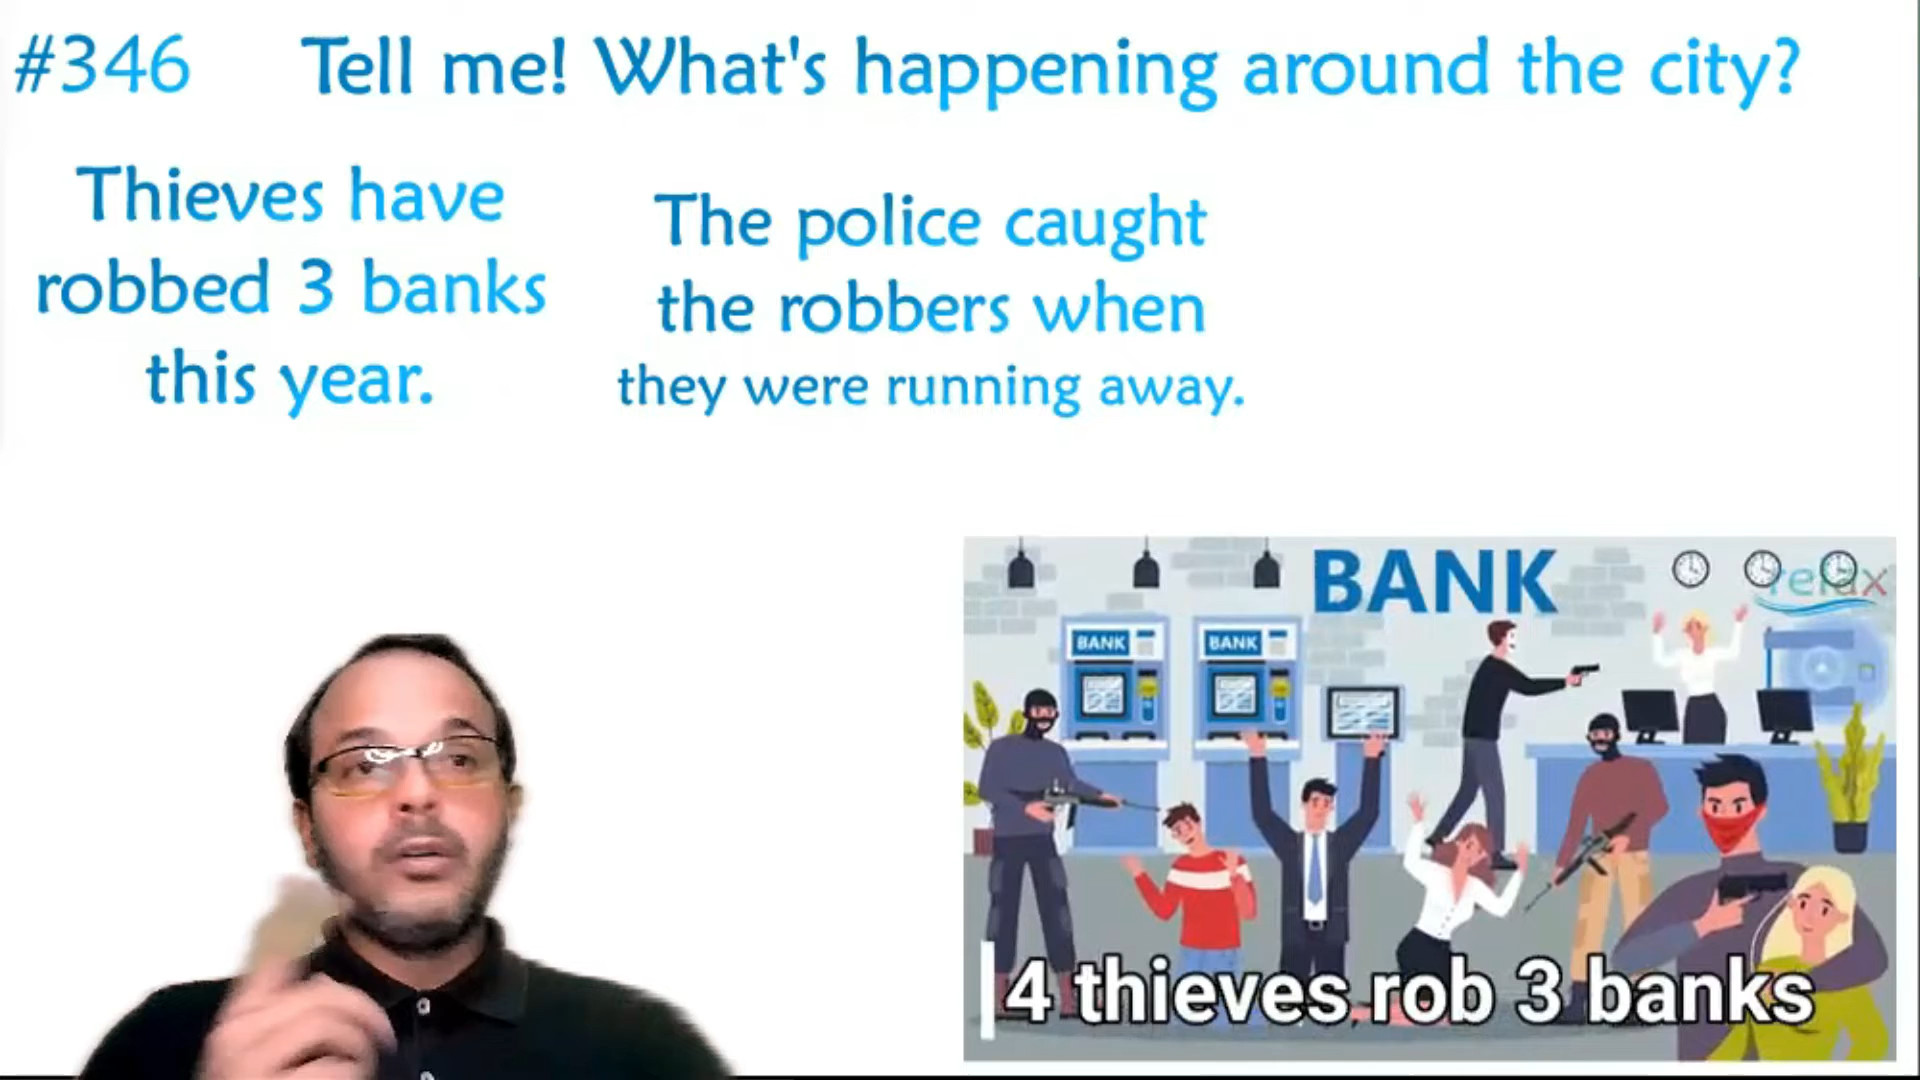 #346 Tell me! What's happening around the city?
Thieves have
robbed 3 banks
this year.
The police caught
the robbers when
they were running away.
BANK
relax
BANK
BANK
4 thieves rob 3 banks